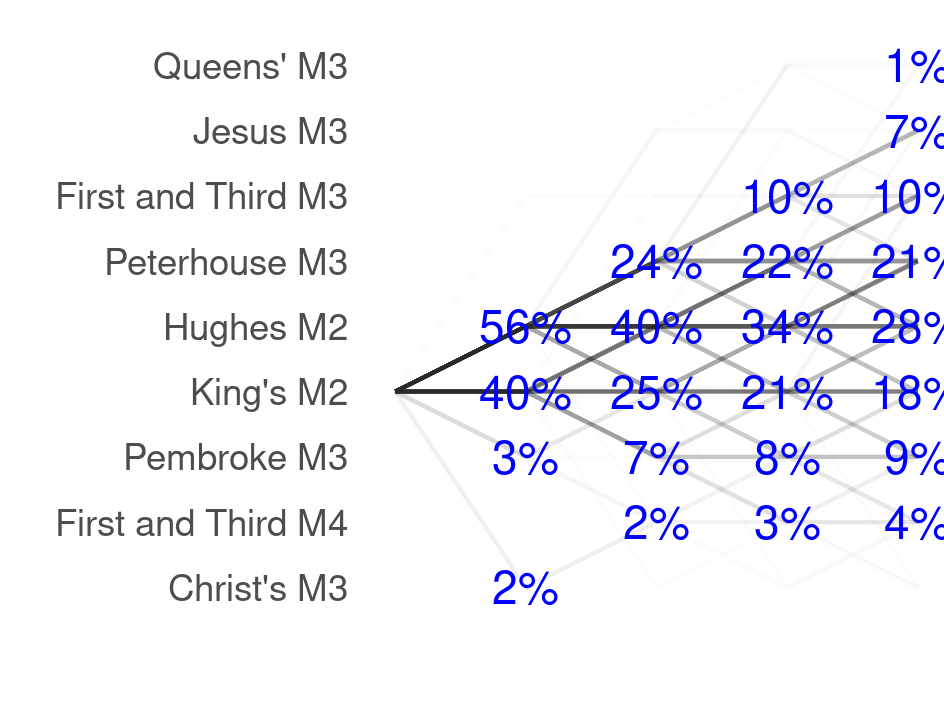 Queens' M3 1%
Jesus M3 7%
First and Third M3 10% 10%
Peterhouse M3 24% 22% 21%
Hughes M2 56% 40% 34% 28%
King's M2 40% 25% 21% 18%
Pembroke M3 3% 7% 8% 9%
First and Third M4 2% 3% 4%
Christ's M3 2%